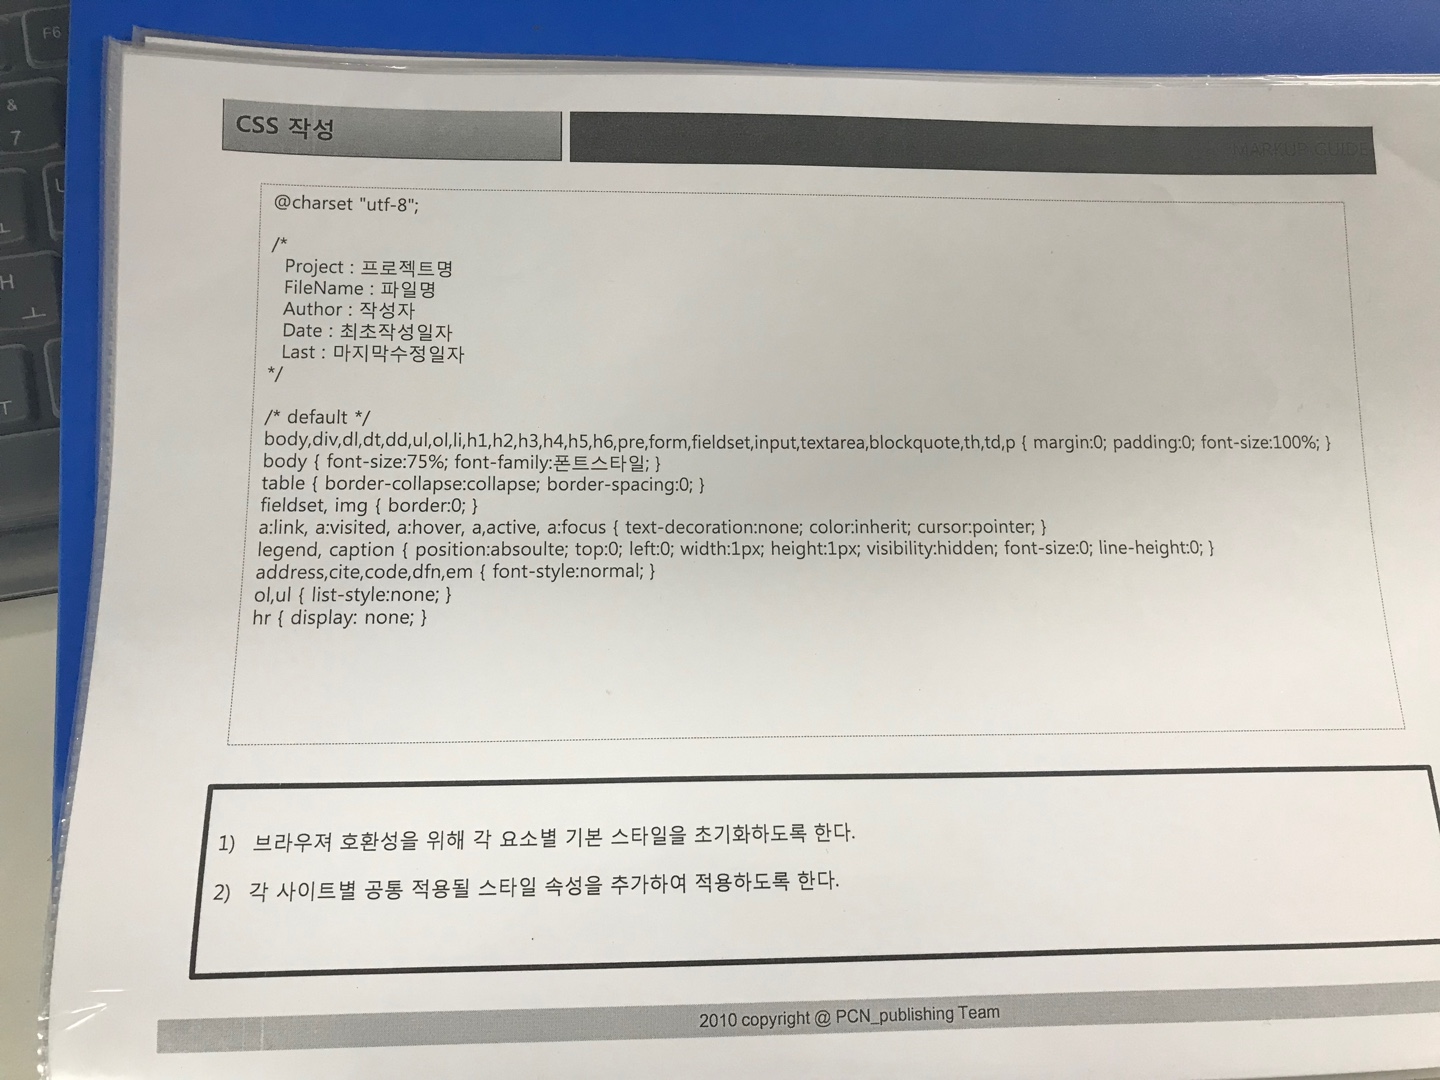 F6
&
7
H
ㅗ
T
CSS 작성
MARKUP GUIDE
@charset "utf-8";
/*
Project : 프로젝트명
FileName : 파일명
Author : 작성자
Date : 최초작성일자
Last : 마지막수정일자
*/
/* default */
body,div,dl,dt,dd,ul,ol,li,h1,h2,h3,h4,h5,h6,pre,form,fieldset,input,textarea,blockquote,th,td,p { margin:0; padding:0; font-size:100%; }
body { font-size:75%; font-family:폰트스타일; }
table { border-collapse:collapse; border-spacing:0; }
fieldset, img { border:0; }
a:link, a:visited, a:hover, a,active, a:focus { text-decoration:none; color:inherit; cursor:pointer; }
legend, caption { position:absoulte; top:0; left:0; width:1px; height:1px; visibility:hidden; font-size:0; line-height:0; }
address,cite,code,dfn,em { font-style:normal; }
ol,ul { list-style:none; }
hr { display: none; }
1) 브라우져 호환성을 위해 각 요소별 기본 스타일을 초기화하도록 한다.
2) 각 사이트별 공통 적용될 스타일 속성을 추가하여 적용하도록 한다.
2010 copyright @ PCN_publishing Team